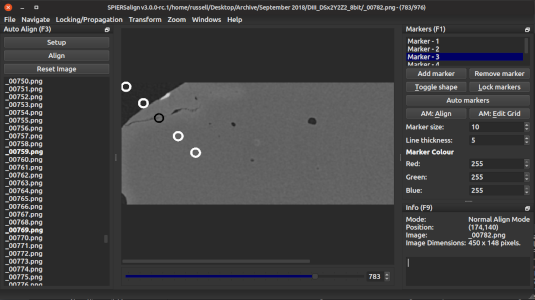 SPIERSalign v3.0.0-rc.1/home/russell/Desktop/Archive/September 2018/DIII_DSx2Y2Z2_8bit/_00782.png - (783/976)
File Navigate Locking/Propagation Transform Zoom Windows Help
Auto Align (F3)
Setup
Align
Reset Image
_00750.png
_00751.png
_00752.png
_00753.png
_00754.png
_00755.png
_00756.png
_00757.png
_00758.png
_00759.png
_00760.png
_00761.png
_00762.png
_00763.png
_00764.png
_00765.png
_00766.png
_00767.png
_00768.png
_00769.png
_00770.png
_00771.png
_00772.png
_00773.png
_00774.png
_00775.png
_00776.png
783
Markers (F1)
Marker - 1
Marker - 2
Marker - 3
Marker - 4
Add marker Remove marker
Toggle shape Lock markers
Auto markers
AM: Align AM: Edit Grid
Marker size: 10
Line thickness: 5
Marker Colour
Red: 255
Green: 255
Blue: 255
Info (F9)
Mode: Normal Align Mode
Position: (174,140)
Image: _00782.png
Image Dimensions: 450 x 148 pixels.